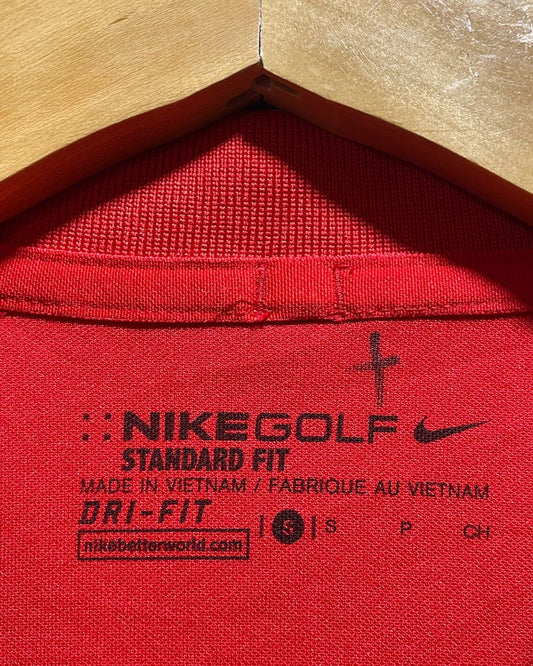 ::NIKEGOLF
STANDARD FIT
MADE IN VIETNAM / FABRIQUE AU VIETNAM
DRI-FIT | S | S P CH
nikebetterworld.com